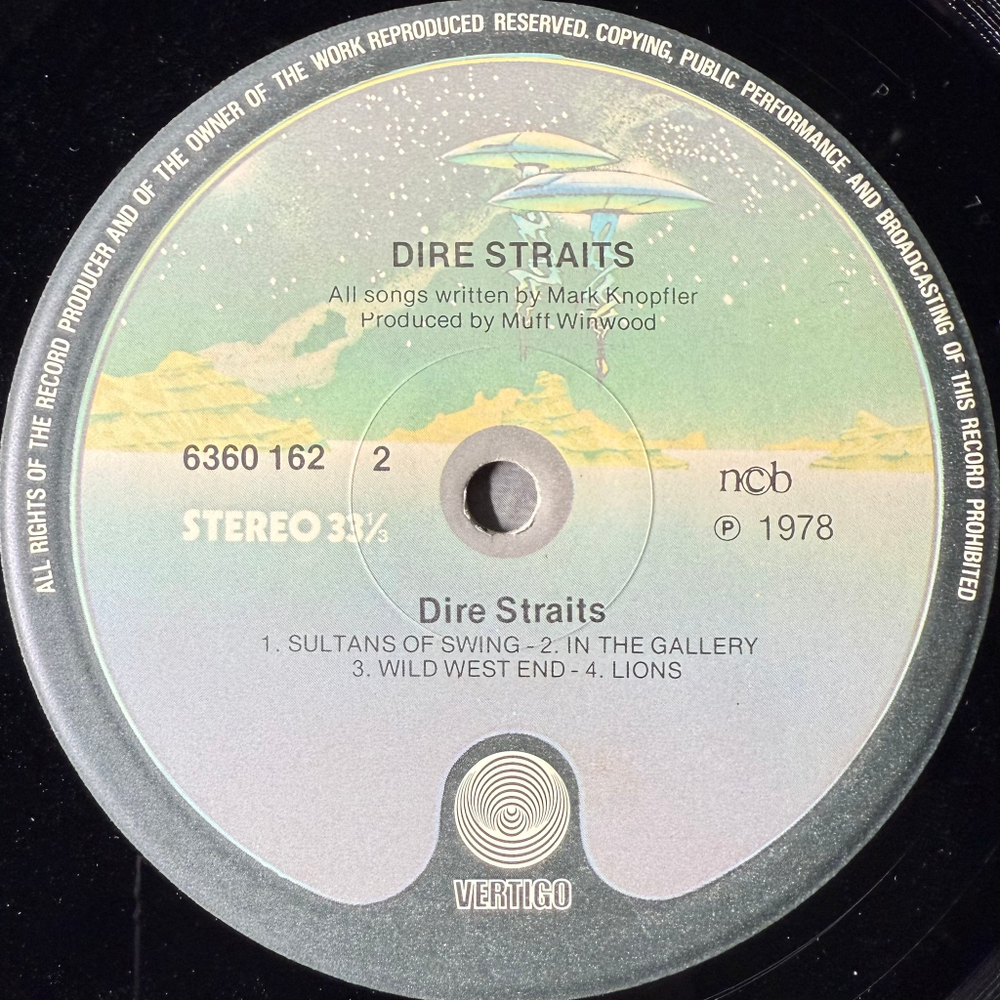 ALL RIGHTS OF THE RECORD PRODUCER AND OF THE OWNER OF THE WORK REPRODUCED RESERVED. COPYING, PUBLIC PERFORMANCE AND BROADCASTING OF THIS RECORD PROHIBITED
DIRE STRAITS
All songs written by Mark Knopfler
Produced by Muff Winwood
6360 162 2
ncb
STEREO 33⅓
℗ 1978
Dire Straits
1. SULTANS OF SWING - 2. IN THE GALLERY
3. WILD WEST END - 4. LIONS
VERTIGO